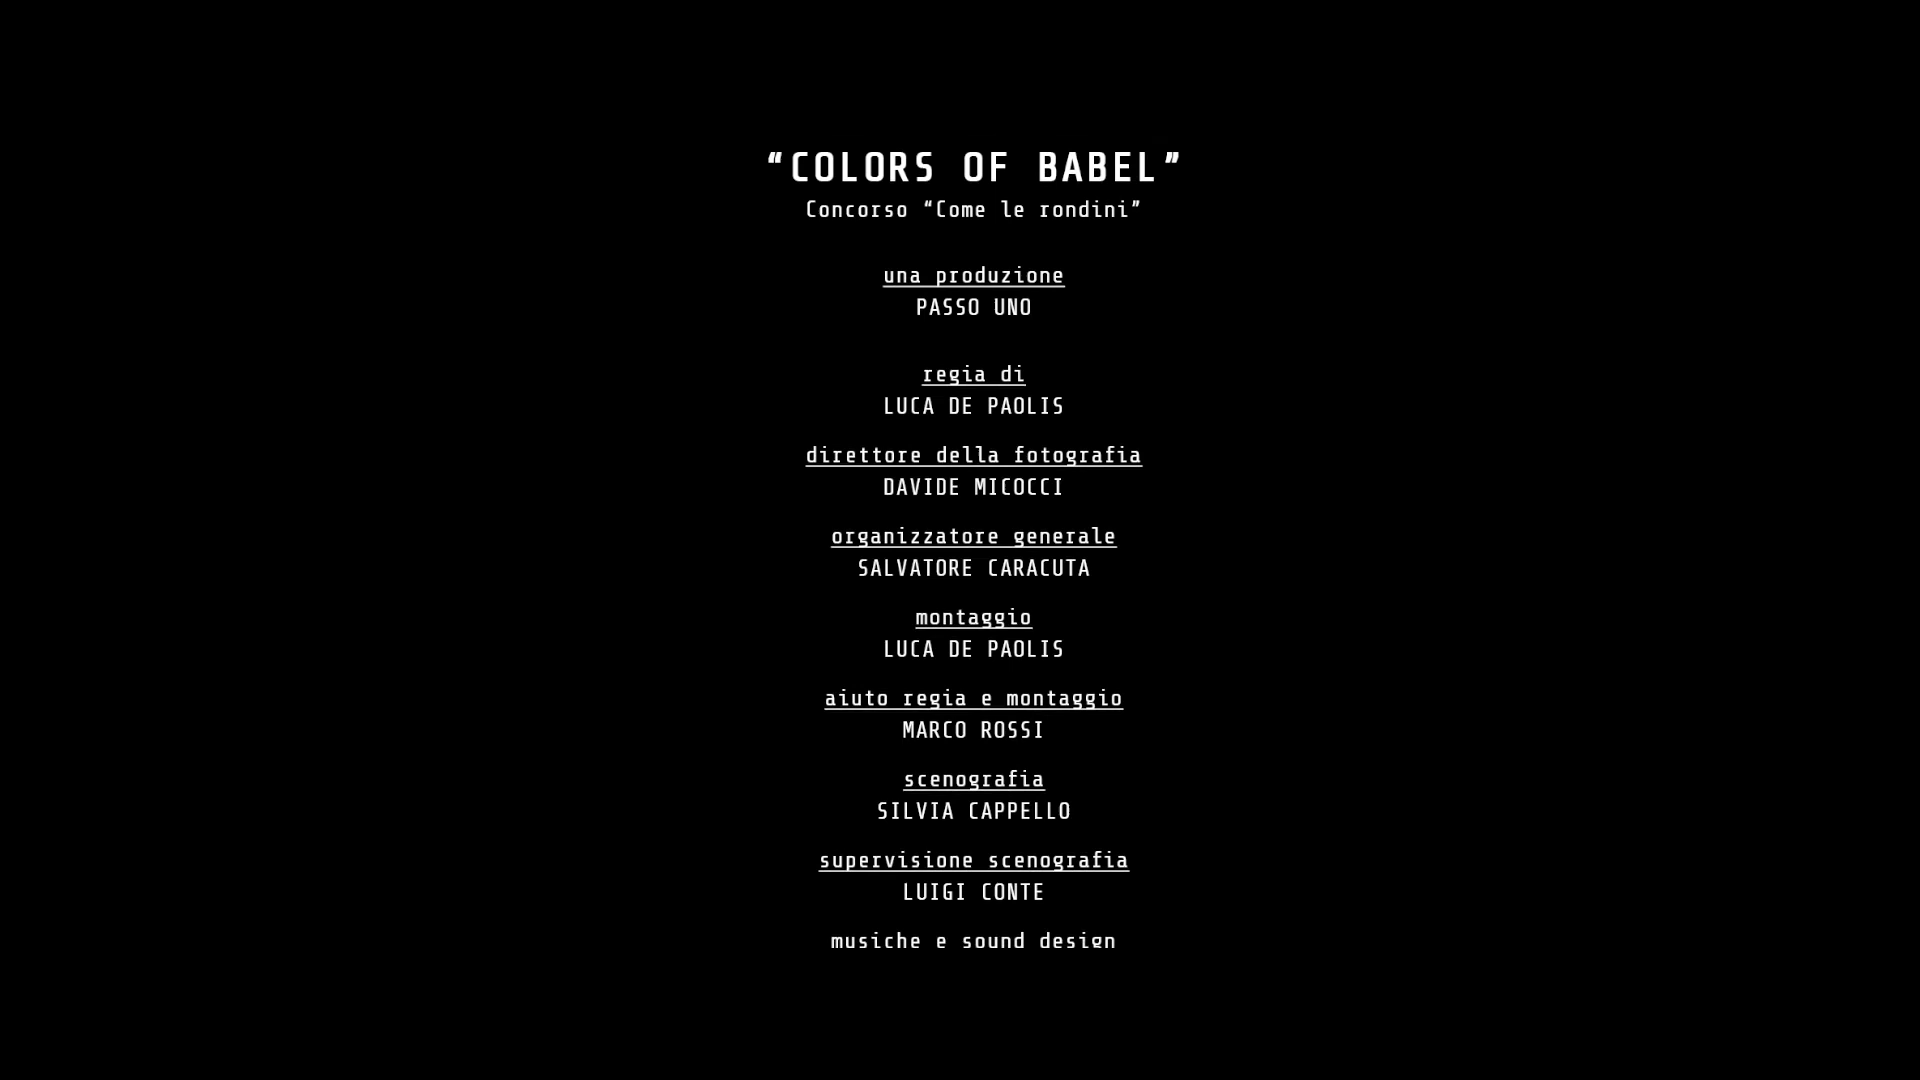 “COLORS OF BABEL”
Concorso “Come le rondini”
una produzione
PASSO UNO
regia di
LUCA DE PAOLIS
direttore della fotografia
DAVIDE MICOCCI
organizzatore generale
SALVATORE CARACUTA
montaggio
LUCA DE PAOLIS
aiuto regia e montaggio
MARCO ROSSI
scenografia
SILVIA CAPPELLO
supervisione scenografia
LUIGI CONTE
musiche e sound design